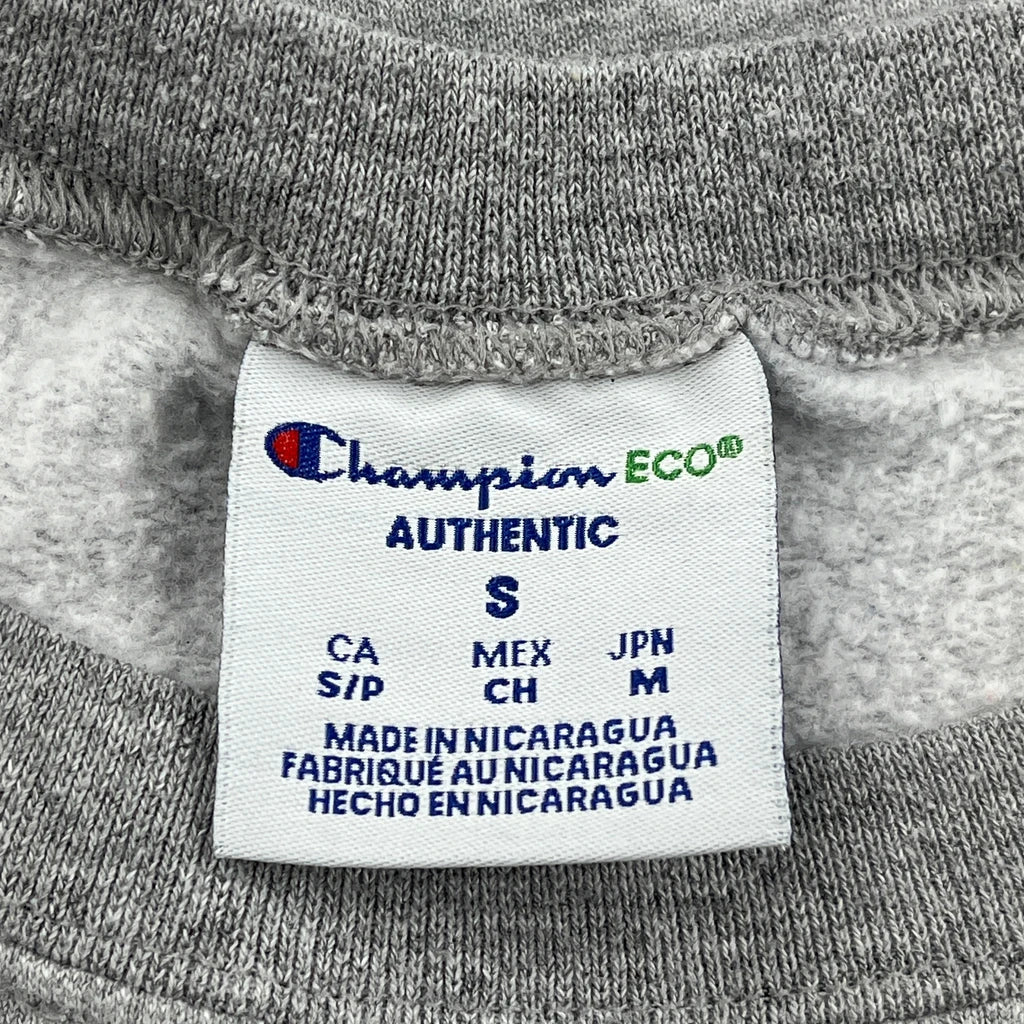 Champion ECO®
AUTHENTIC
S
CA MEX JPN
S/P CH M
MADE IN NICARAGUA
FABRIQUÉ AU NICARAGUA
HECHO EN NICARAGUA